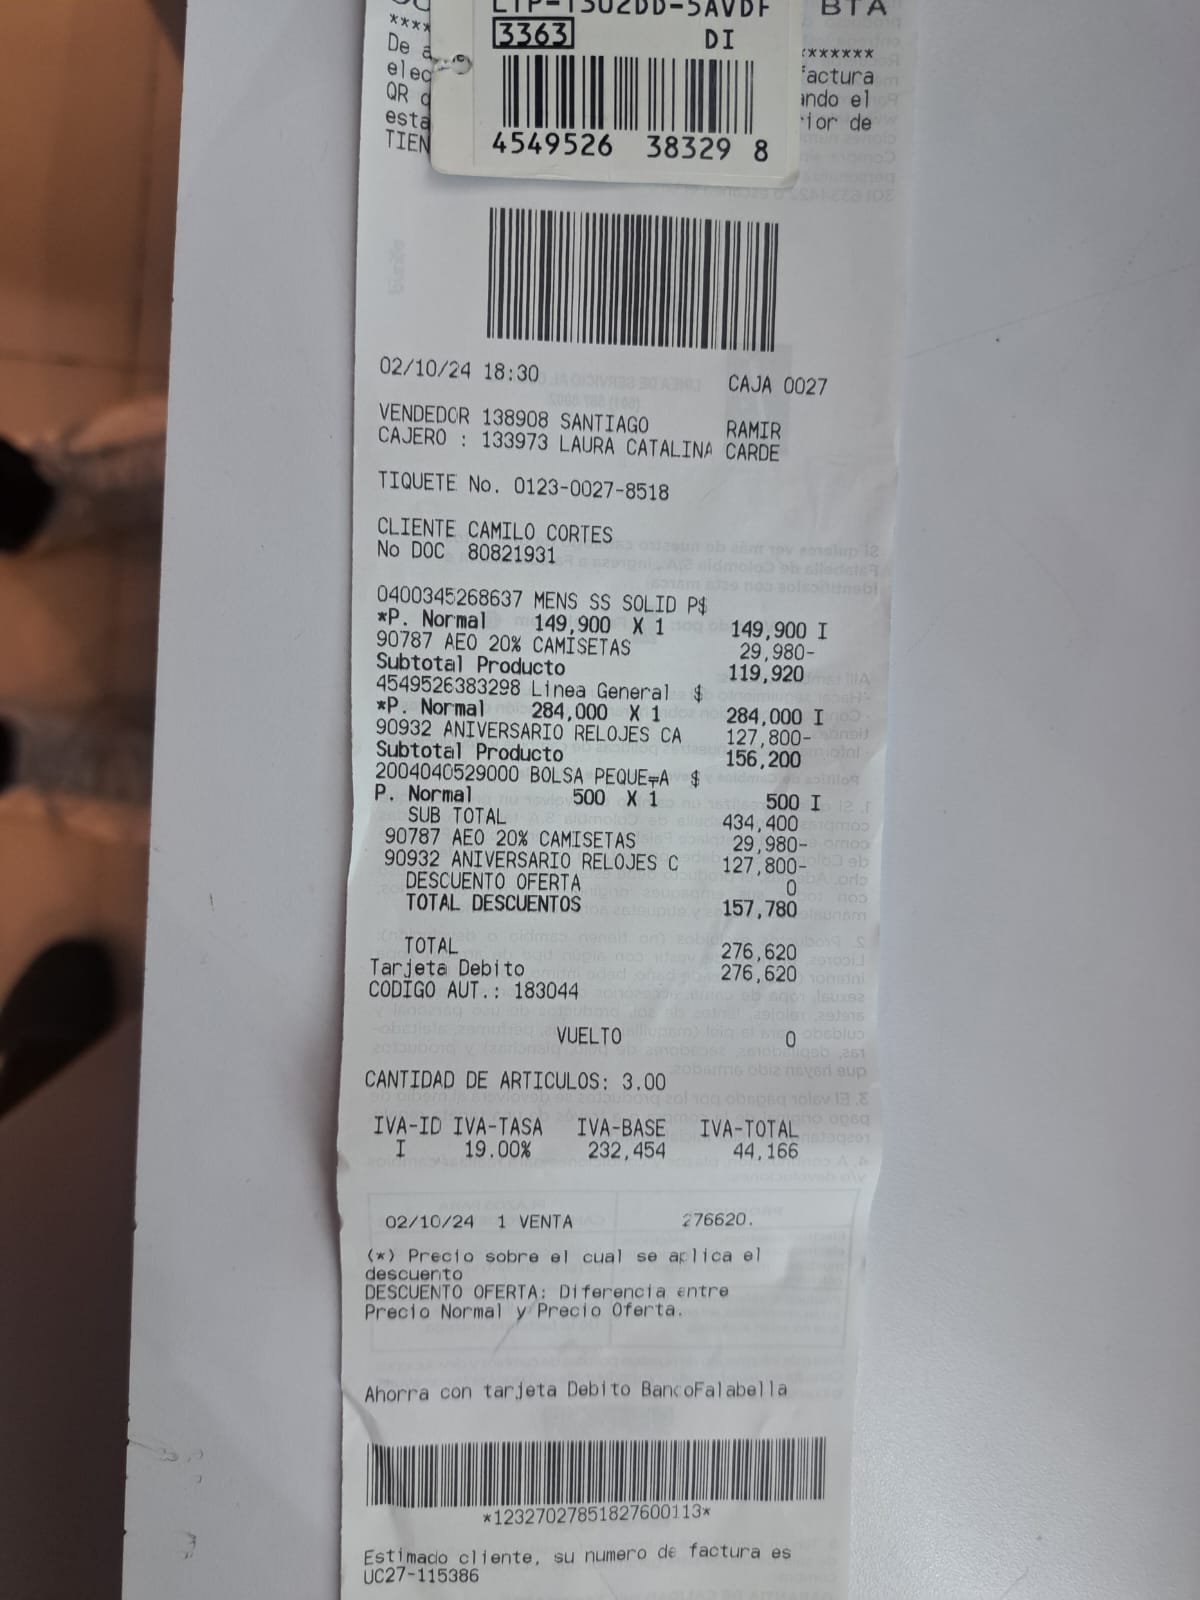 LTP-1302DD-5AVDF
BTA
3363
DI
****
*******
De a
factura
elec
ando el
QR
rior de
esta
TIEN
4549526 38329 8
02/10/24 18:30 CAJA 0027
VENDEDOR 138908 SANTIAGO RAMIR
CAJERO : 133973 LAURA CATALINA CARDE
TIQUETE No. 0123-0027-8518
CLIENTE CAMILO CORTES
No DOC 80821931
0400345268637 MENS SS SOLID P$
*P. Normal 149,900 X 1 149,900 I
90787 AEO 20% CAMISETAS 29,980-
Subtotal Producto 119,920
4549526383298 Linea General $
*P. Normal 284,000 X 1 284,000 I
90932 ANIVERSARIO RELOJES CA 127,800-
Subtotal Producto 156,200
2004040529000 BOLSA PEQUE╤A $
P. Normal 500 X 1 500 I
SUB TOTAL 434,400
90787 AEO 20% CAMISETAS 29,980-
90932 ANIVERSARIO RELOJES C 127,800-
DESCUENTO OFERTA 0
TOTAL DESCUENTOS 157,780
TOTAL 276,620
Tarjeta Debito 276,620
CODIGO AUT.: 183044
VUELTO 0
CANTIDAD DE ARTICULOS: 3.00
IVA-ID IVA-TASA IVA-BASE IVA-TOTAL
I 19.00% 232,454 44,166
02/10/24 1 VENTA 276620.
(*) Precio sobre el cual se aplica el
descuento
DESCUENTO OFERTA: Diferencia entre
Precio Normal y Precio Oferta.
Ahorra con tarjeta Debito BancoFalabella
*12327027851827600113*
Estimado cliente, su numero de factura es
UC27-115386